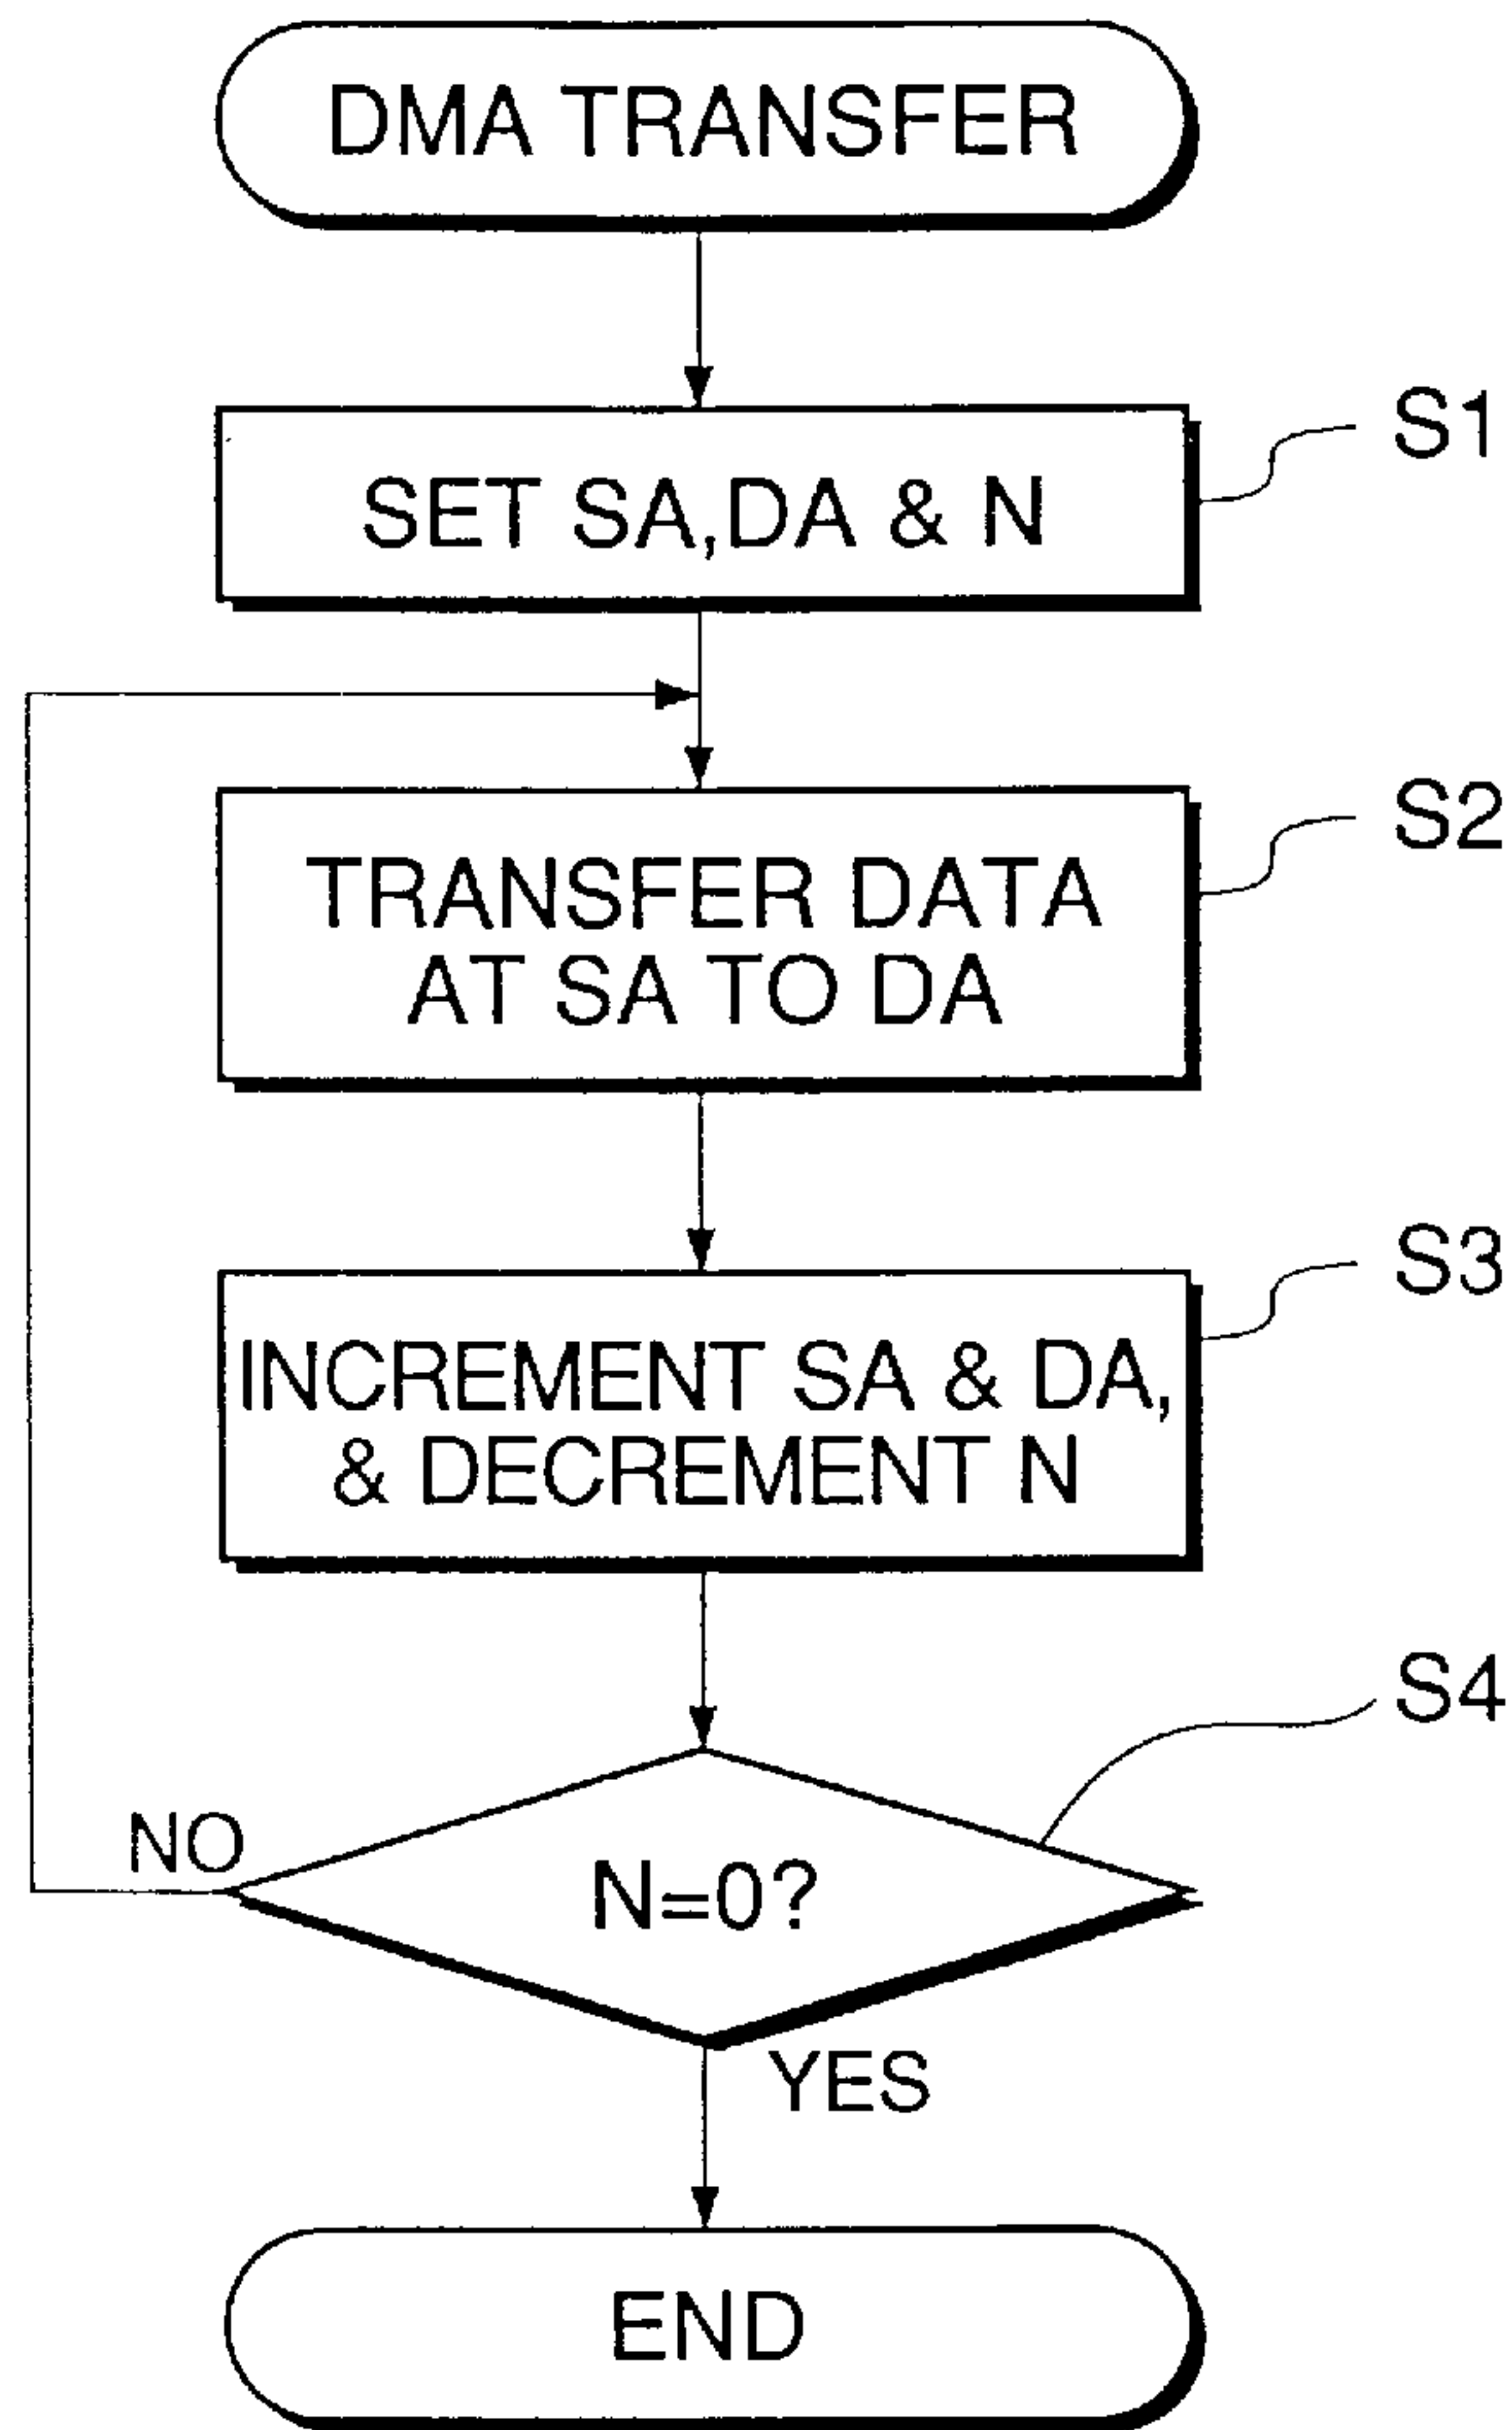 DMA TRANSFER
SET SA,DA & N
S1
TRANSFER DATA
AT SA TO DA
S2
INCREMENT SA & DA,
& DECREMENT N
S3
N=0?
S4
NO
YES
END